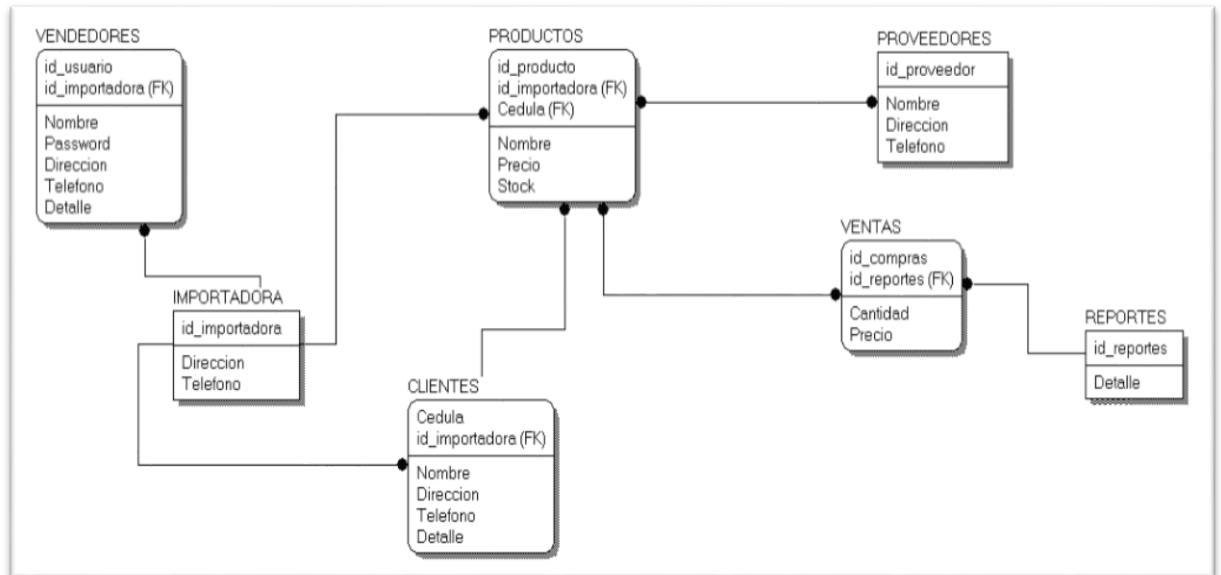 VENDEDORES
id_usuario
id_importadora (FK)
Nombre
Password
Direccion
Telefono
Detalle
PRODUCTOS
id_producto
id_importadora (FK)
Cedula (FK)
Nombre
Precio
Stock
PROVEEDORES
id_proveedor
Nombre
Direccion
Telefono
IMPORTADORA
id_importadora
Direccion
Telefono
CLIENTES
Cedula
id_importadora (FK)
Nombre
Direccion
Telefono
Detalle
VENTAS
id_compras
id_reportes (FK)
Cantidad
Precio
REPORTES
id_reportes
Detalle